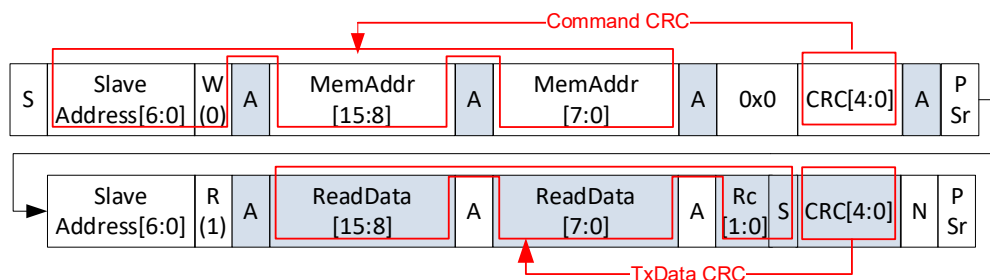 Command CRC
S Slave Address[6:0] W (0) A MemAddr [15:8] A MemAddr [7:0] A 0x0 CRC[4:0] A P Sr
Slave Address[6:0] R (1) A ReadData [15:8] A ReadData [7:0] A Rc [1:0] S CRC[4:0] N P Sr
TxData CRC